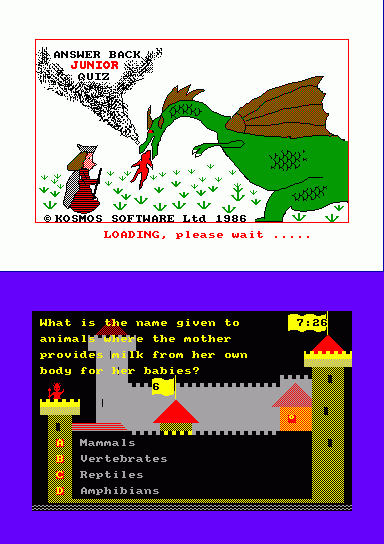 ANSWER BACK
JUNIOR
QUIZ
© KOSMOS SOFTWARE Ltd 1986
LOADING, please wait .....
7:26
What is the name given to
animals where the mother
provides milk from her own
body for her babies?
6
A Mammals
B Vertebrates
C Reptiles
D Amphibians